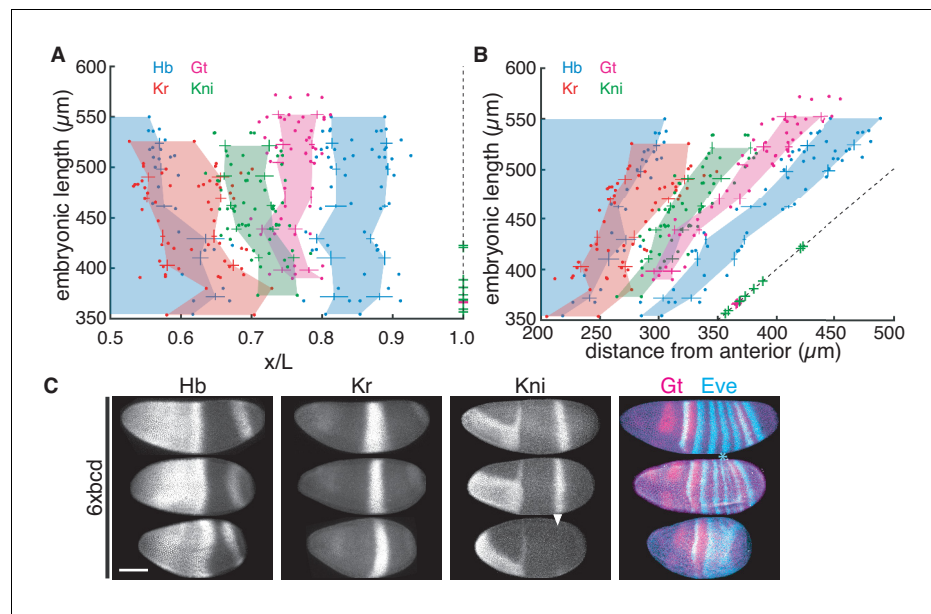 A
B
Hb Gt
Kr Kni
Hb Gt
Kr Kni
embryonic length (µm)
600
550
500
450
400
350
0.5 0.6 0.7 0.8 0.9 1.0
x/L
embryonic length (µm)
600
550
500
450
400
350
200 250 300 350 400 450 500
distance from anterior (µm)
C
Hb Kr Kni Gt Eve
6xbcd
*